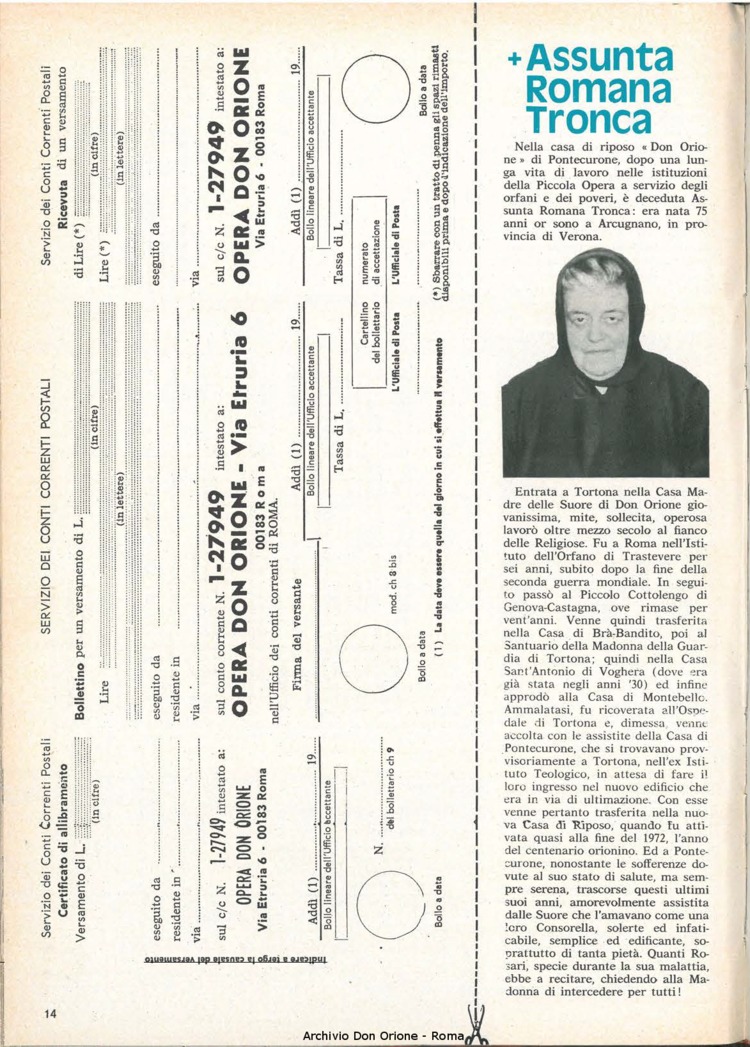 Servizio dei Conti Correnti Postali
Certificato di allibramento
Versamento di L.
(in cifre)
eseguito da
residente in
via
sul c/c N. 1-27949 intestato a:
OPERA DON ORIONE
Via Etruria 6 - 00183 Roma
Addì (1) 19
Bollo lineare dell'Ufficio accettante
N.
del bollettario ch 9
Bollo a data
Indicare a tergo la causale del versamento
SERVIZIO DEI CONTI CORRENTI POSTALI
Bollettino per un versamento di L.
(in cifre)
Lire
(in lettere)
eseguito da
residente in
via
sul conto corrente N. 1-27949 intestato a:
OPERA DON ORIONE - Via Etruria 6
00183 Roma
nell'Ufficio dei conti correnti di ROMA.
Firma del versante
Addì (1) 19
Bollo lineare dell'Ufficio accettante
Tassa di L.
Cartellino
del bollettario
L'Ufficiale di Posta
mod. ch 8 bis
Bollo a data
(1) La data deve essere quella del giorno in cui si effettua il versamento
Servizio dei Conti Correnti Postali
Ricevuta di un versamento
di Lire (*)
(in cifre)
Lire (*)
(in lettere)
eseguito da
via
sul c/c N. 1-27949 intestato a:
OPERA DON ORIONE
Via Etruria 6 - 00183 Roma
Addì (1) 19
Bollo lineare dell'Ufficio accettante
Tassa di L.
numerato
di accettazione
L'Ufficiale di Posta
Bollo a data
(*) Sbarrare con un tratto di penna gli spazi rimasti
disponibili prima e dopo l'indicazione dell'importo.
+ Assunta
Romana
Tronca
Nella casa di riposo « Don Orio-
ne » di Pontecurone, dopo una lun-
ga vita di lavoro nelle istituzioni
della Piccola Opera a servizio degli
orfani e dei poveri, è deceduta As-
sunta Romana Tronca: era nata 75
anni or sono a Arcugnano, in pro-
vincia di Verona.
Entrata a Tortona nella Casa Ma-
dre delle Suore di Don Orione gio-
vanissima, mite, sollecita, operosa
lavorò oltre mezzo secolo al fianco
delle Religiose. Fu a Roma nell'Isti-
tuto dell'Orfano di Trastevere per
sei anni, subito dopo la fine della
seconda guerra mondiale. In segui-
to passò al Piccolo Cottolengo di
Genova-Castagna, ove rimase per
vent'anni. Venne quindi trasferita
nella Casa di Brà-Bandito, poi al
Santuario della Madonna della Guar-
dia di Tortona; quindi nella Casa
Sant'Antonio di Voghera (dove era
già stata negli anni '30) ed infine
approdò alla Casa di Montebello.
Ammalatasi, fu ricoverata all'Ospe-
dale di Tortona e, dimessa, venne
accolta con le assistite della Casa di
Pontecurone, che si trovavano prov-
visoriamente a Tortona, nell'ex Isti-
tuto Teologico, in attesa di fare il
loro ingresso nel nuovo edificio che
era in via di ultimazione. Con esse
venne pertanto trasferita nella nuo-
va Casa di Riposo, quando fu atti-
vata quasi alla fine del 1972, l'anno
del centenario orionino. Ed a Ponte-
curone, nonostante le sofferenze do-
vute al suo stato di salute, ma sem-
pre serena, trascorse questi ultimi
suoi anni, amorevolmente assistita
dalle Suore che l'amavano come una
loro Consorella, solerte ed infati-
cabile, semplice ed edificante, so-
prattutto di tanta pietà. Quanti Ro-
sari, specie durante la sua malattia,
ebbe a recitare, chiedendo alla Ma-
donna di intercedere per tutti!
14
Archivio Don Orione - Roma